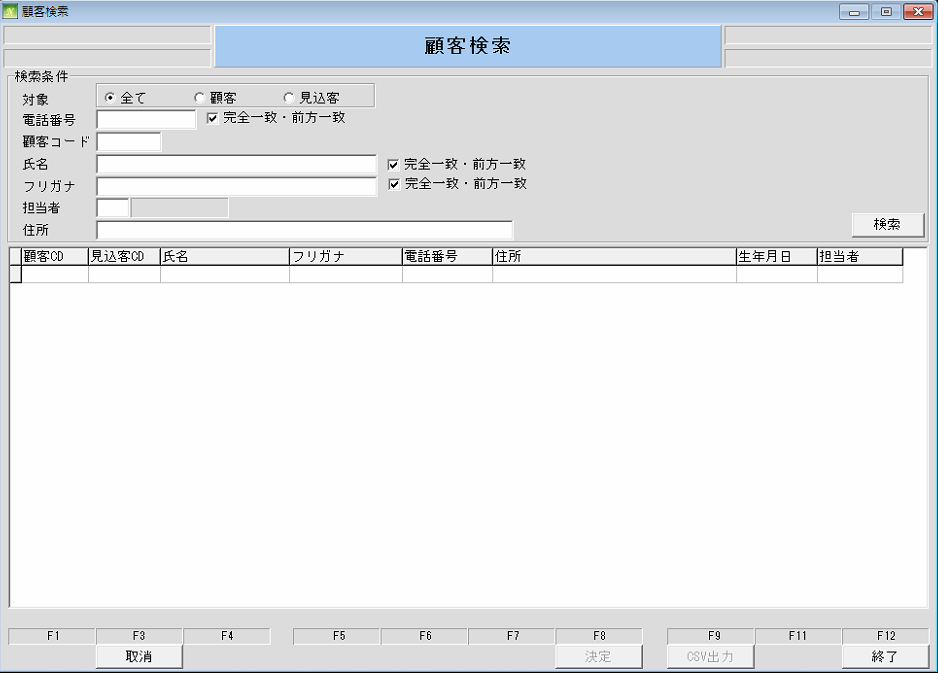 顧客検索
顧客検索
検索条件
対象 全て 顧客 見込客
電話番号 完全一致・前方一致
顧客コード
氏名 完全一致・前方一致
フリガナ 完全一致・前方一致
担当者
住所 検索
顧客CD 見込客CD 氏名 フリガナ 電話番号 住所 生年月日 担当者
F1 F3 F4 F5 F6 F7 F8 F9 F11 F12
取消 決定 CSV出力 終了